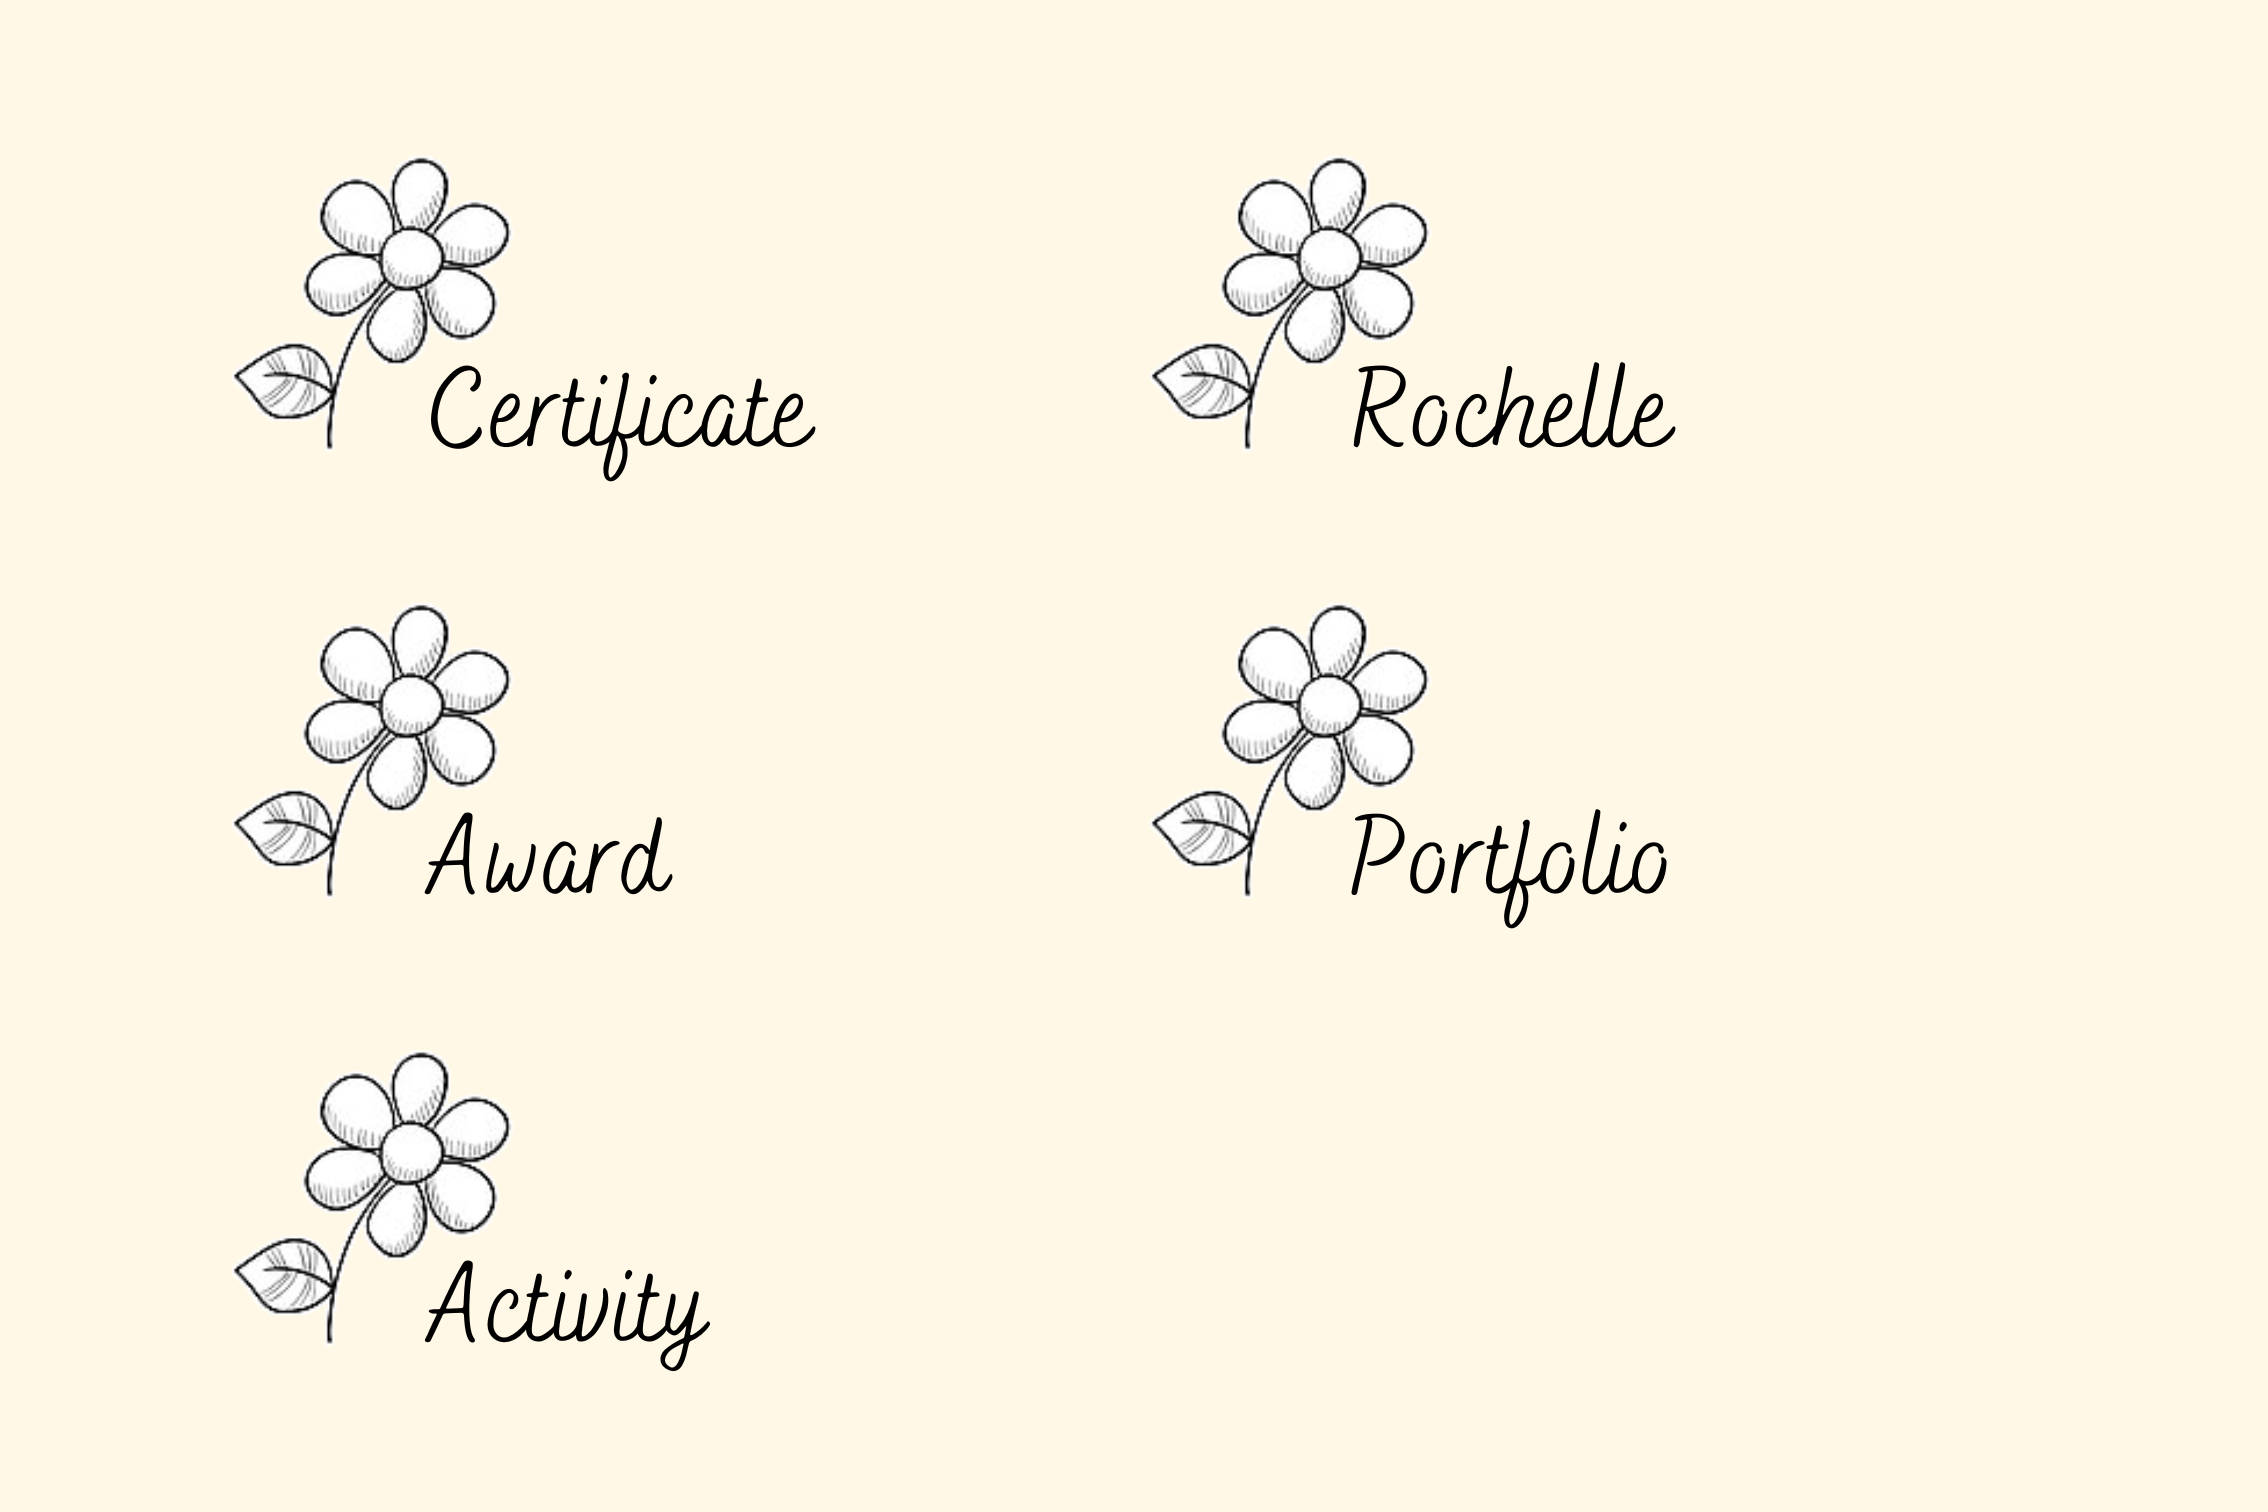 Certificate
Rochelle
Award
Portfolio
Activity